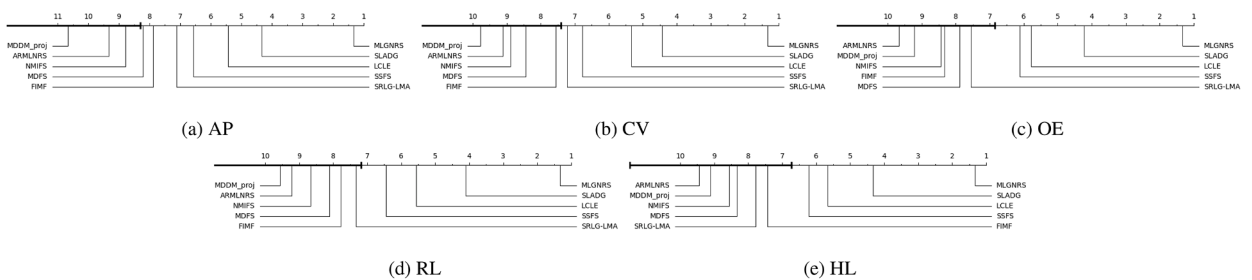 11 10 9 8 7 6 5 4 3 2 1
MDDM_proj MLGNRS
ARMLNRS SLADG
NMIFS LCLE
MDFS SSFS
FIMF SRLG-LMA
(a) AP
10 9 8 7 6 5 4 3 2 1
MDDM_proj MLGNRS
ARMLNRS SLADG
NMIFS LCLE
MDFS SSFS
FIMF SRLG-LMA
(b) CV
10 9 8 7 6 5 4 3 2 1
ARMLNRS MLGNRS
MDDM_proj SLADG
NMIFS LCLE
FIMF SSFS
MDFS SRLG-LMA
(c) OE
10 9 8 7 6 5 4 3 2 1
MDDM_proj MLGNRS
ARMLNRS SLADG
NMIFS LCLE
MDFS SSFS
FIMF SRLG-LMA
(d) RL
10 9 8 7 6 5 4 3 2 1
ARMLNRS MLGNRS
MDDM_proj SLADG
NMIFS LCLE
MDFS SSFS
SRLG-LMA FIMF
(e) HL